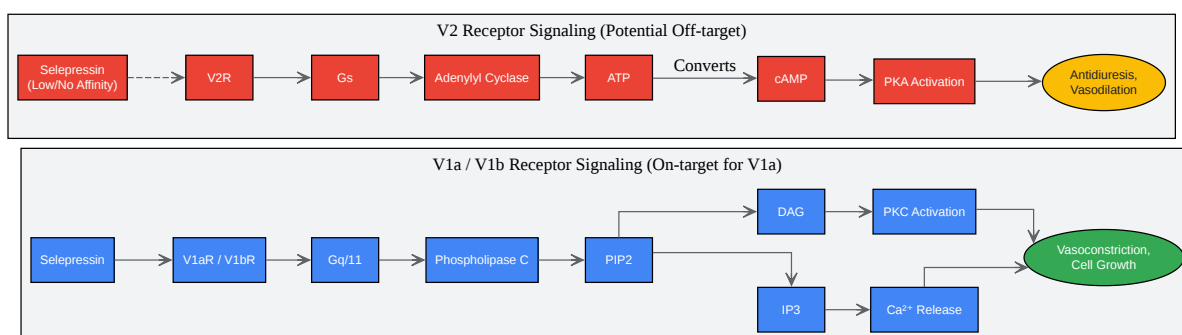 V2 Receptor Signaling (Potential Off-target)
Selepressin
(Low/No Affinity)
V2R
Gs
Adenylyl Cyclase
ATP
Converts
cAMP
PKA Activation
Antidiuresis,
Vasodilation
V1a / V1b Receptor Signaling (On-target for V1a)
Selepressin
V1aR / V1bR
Gq/11
Phospholipase C
PIP2
DAG
PKC Activation
IP3
Ca²⁺ Release
Vasoconstriction,
Cell Growth